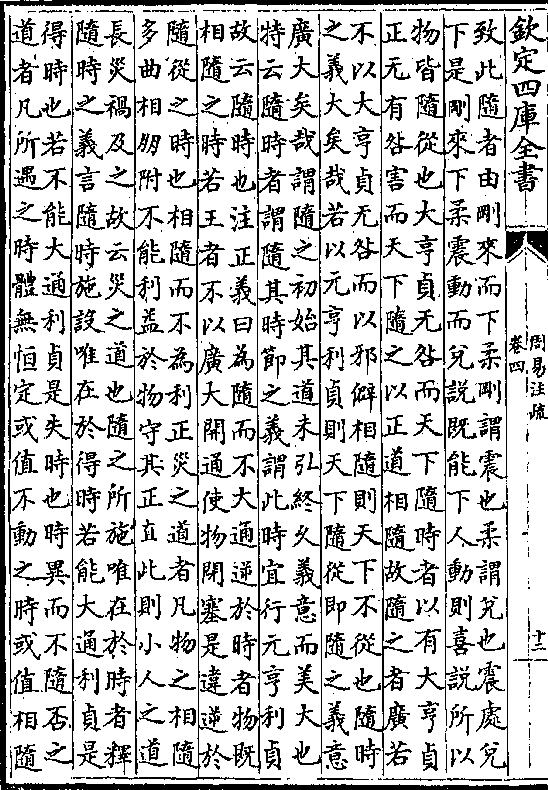 欽定四庫全書
周易注疏
卷四
十二
致此隨者由剛來而下柔剛謂震也柔謂兌也震處兌
下是剛來下柔震動而兌說既能下人動則喜說所以
物皆隨從也大亨貞无咎而天下隨時者以有大亨貞
正无有咎害而天下隨之以正道相隨故隨之者廣若
不以大亨貞无咎而以邪僻相隨則天下不從也隨時
之義大矣哉若以元亨利貞則天下隨從即隨之義意
廣大矣哉謂隨之初始其道未弘終久義意而美大也
特云隨時者謂隨其時節之義謂此時宜行元亨利貞
故云隨時也注正義曰為隨而不大通逆於時者物既
相隨之時若王者不以廣大開通使物閉塞是違逆於
隨從之時也相隨而不為利正災之道者凡物之相隨
多曲相朋附不能利益於物守其正直此則小人之道
長災禍及之故云災之道也隨之所施唯在於時者釋
隨時之義言隨時施設唯在於得時若能大通利貞是
得時也若不能大通利貞是失時也時異而不隨否之
道者凡所遇之時體無恒定或值不動之時或值相隨